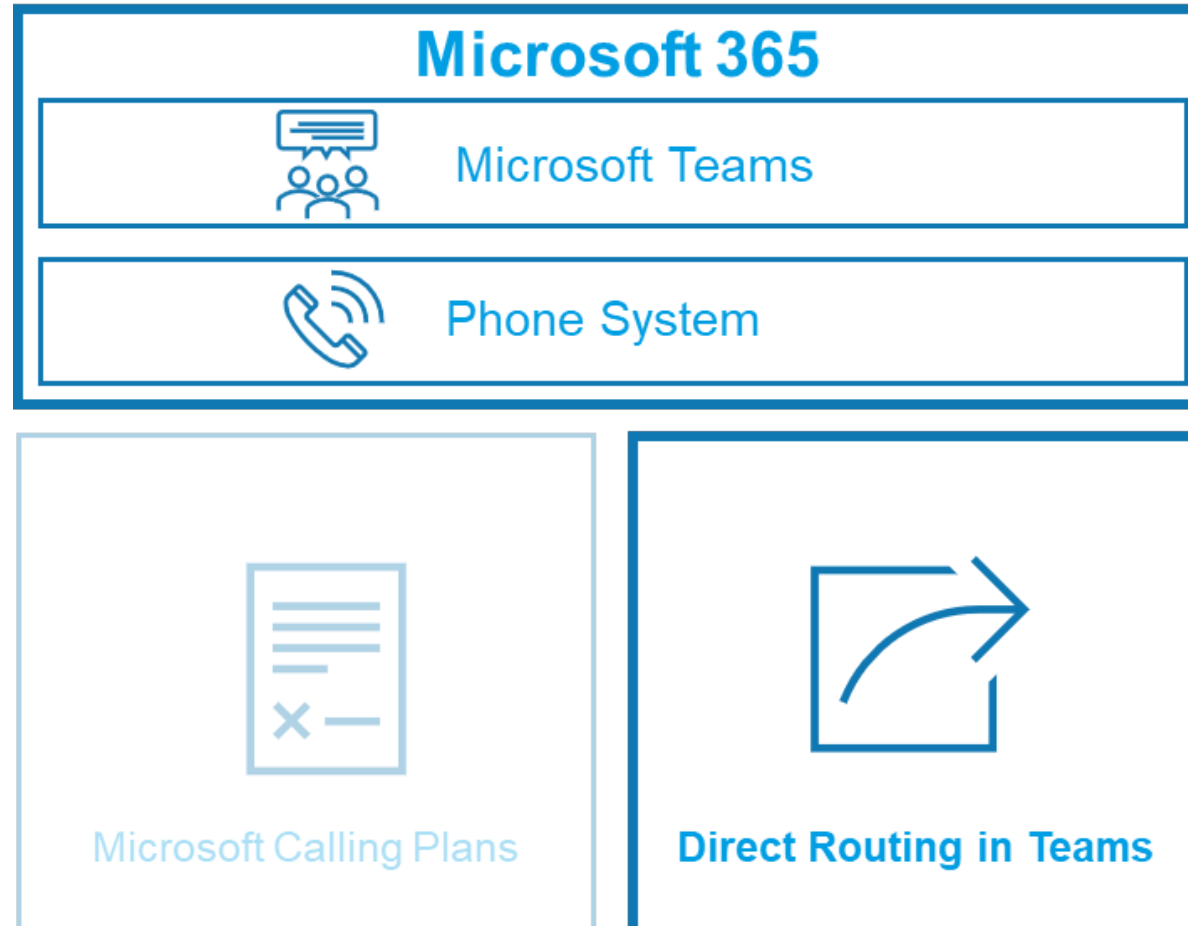 Microsoft 365
Microsoft Teams
Phone System
Microsoft Calling Plans
Direct Routing in Teams